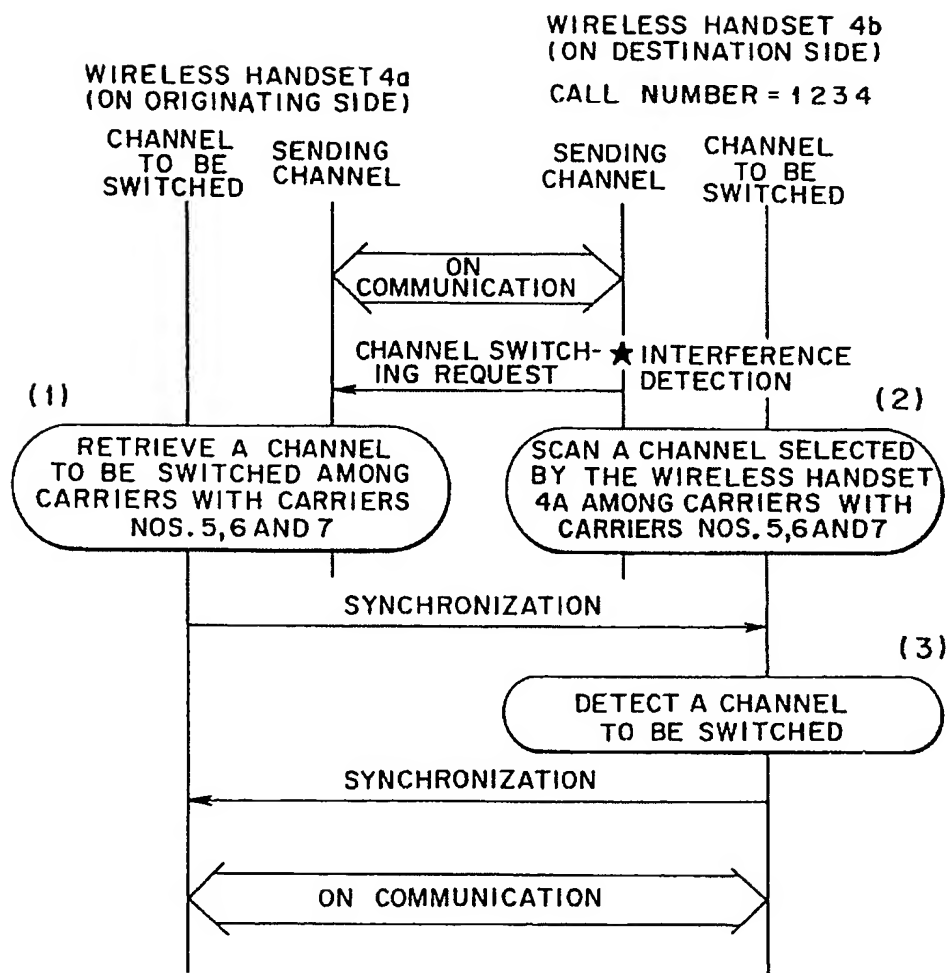 WIRELESS HANDSET 4a
(ON ORIGINATING SIDE)
WIRELESS HANDSET 4b
(ON DESTINATION SIDE)
CALL NUMBER = 1234
CHANNEL
TO BE
SWITCHED
SENDING
CHANNEL
SENDING
CHANNEL
CHANNEL
TO BE
SWITCHED
ON
COMMUNICATION
CHANNEL SWITCH-
ING REQUEST
★ INTERFERENCE
DETECTION
(1)
RETRIEVE A CHANNEL
TO BE SWITCHED AMONG
CARRIERS WITH CARRIERS
NOS. 5,6 AND 7
(2)
SCAN A CHANNEL SELECTED
BY THE WIRELESS HANDSET
4A AMONG CARRIERS WITH
CARRIERS NOS. 5,6 AND 7
SYNCHRONIZATION
(3)
DETECT A CHANNEL
TO BE SWITCHED
SYNCHRONIZATION
ON COMMUNICATION